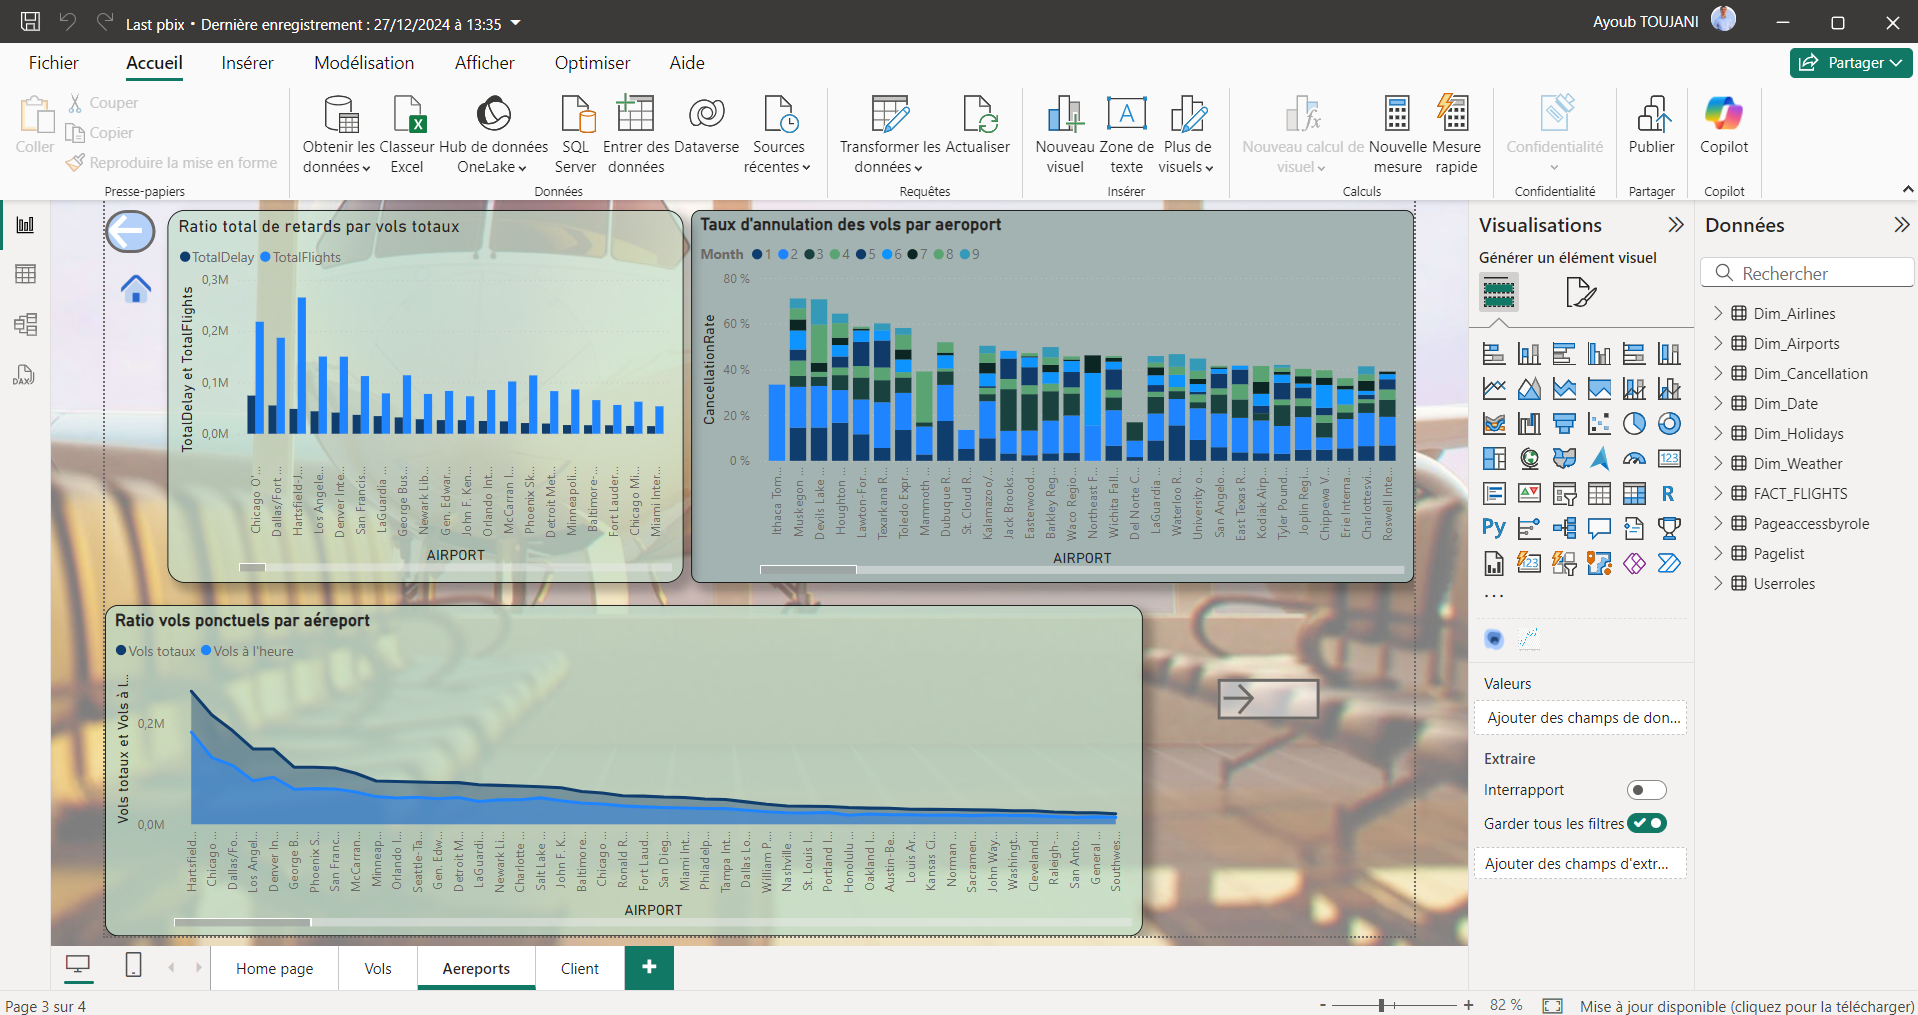 Last pbix • Dernière enregistrement : 27/12/2024 à 13:35
Ayoub TOUJANI
Fichier
Accueil
Insérer
Modélisation
Afficher
Optimiser
Aide
Partager
Coller
Couper
Copier
Reproduire la mise en forme
Presse-papiers
Obtenir les données
Classeur Excel
Hub de données OneLake
SQL Server
Entrer des données
Dataverse
Sources récentes
Données
Transformer les données
Actualiser
Requêtes
Nouveau visuel
Zone de texte
Plus de visuels
Insérer
Nouveau calcul de visuel
Nouvelle mesure
Mesure rapide
Calculs
Confidentialité
Confidentialité
Publier
Partager
Copilot
Copilot
Ratio total de retards par vols totaux
TotalDelay TotalFlights
TotalDelay et TotalFlights
0,3M
0,2M
0,1M
0,0M
Chicago O'...
Dallas/Fort ...
Hartsfield-J...
Los Angele...
Denver Inte...
San Francis...
LaGuardia ...
George Bus...
Newark Lib...
Gen. Edwar...
John F. Ken...
Orlando Int...
McCarran I...
Phoenix Sk...
Detroit Met...
Minneapoli...
Baltimore-...
Fort Lauder...
Chicago Mi...
Miami Inter...
AIRPORT
Taux d'annulation des vols par aeroport
Month 1 2 3 4 5 6 7 8 9
CancellationRate
80 %
60 %
40 %
20 %
0 %
Ithaca Tom...
Muskegon ...
Devils Lake
Houghton ...
Lawton-For...
Texarkana R...
Toledo Expr...
Mammoth ...
Dubuque R...
St. Cloud R...
Kalamazoo/...
Jack Brooks ...
Easterwood...
Barkley Reg...
Waco Regio...
Northeast F...
Wichita Fall...
Del Norte C...
LaGuardia ...
Waterloo R...
University o...
San Angelo...
East Texas R...
Kodiak Airp...
Tyler Pound...
Joplin Regi...
Chippewa V...
Erie Interna...
Charlottesvi...
Roswell Inte...
AIRPORT
Ratio vols ponctuels par aéreport
Vols totaux Vols à l'heure
Vols totaux et Vols à l...
0,2M
0,0M
Hartsfield...
Chicago ...
Dallas/Fo...
Los Angel...
Denver In...
George B...
Phoenix S...
San Franc...
McCarran...
Minneap...
Orlando I...
Seattle-Ta...
Gen. Edw...
Detroit M...
LaGuardi...
Newark Li...
Charlotte ...
Salt Lake ...
John F. K...
Baltimore...
Chicago ...
Ronald R...
Fort Laud...
San Dieg...
Miami Int...
Philadelp...
Tampa Int...
Dallas Lo...
William P...
Nashville ...
St. Louis I...
Portland I...
Honolulu ...
Oakland I...
Austin-Be...
Louis Ar...
Kansas Ci...
Norman ...
Sacramen...
John Way...
Washingt...
Cleveland...
Raleigh-...
San Anto...
General ...
Southwes...
AIRPORT
Visualisations
Générer un élément visuel
Valeurs
Ajouter des champs de don...
Extraire
Interrapport
Garder tous les filtres
Ajouter des champs d'extr...
Données
Rechercher
Dim_Airlines
Dim_Airports
Dim_Cancellation
Dim_Date
Dim_Holidays
Dim_Weather
FACT_FLIGHTS
Pageaccessbyrole
Pagelist
Userroles
Home page
Vols
Aereports
Client
Page 3 sur 4
82 %
Mise à jour disponible (cliquez pour la télécharger)